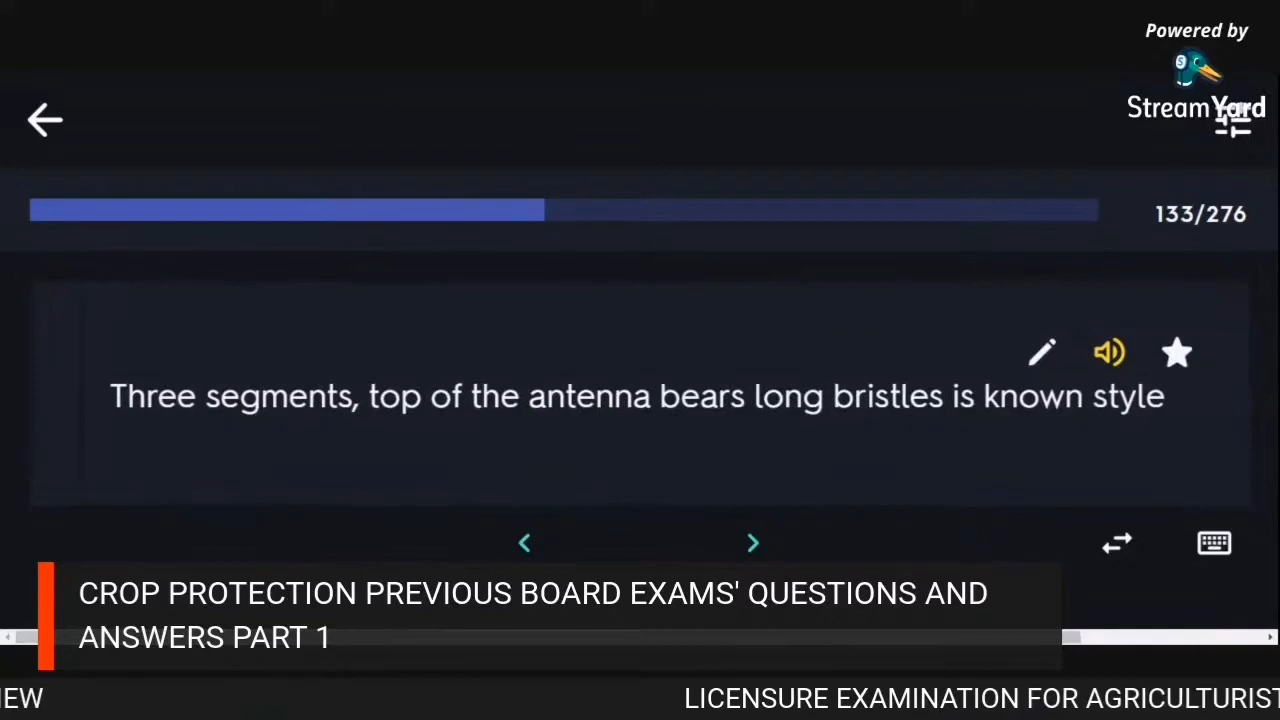 Powered by
StreamYard
133/276
Three segments, top of the antenna bears long bristles is known style
CROP PROTECTION PREVIOUS BOARD EXAMS' QUESTIONS AND
ANSWERS PART 1
IEW LICENSURE EXAMINATION FOR AGRICULTURIST